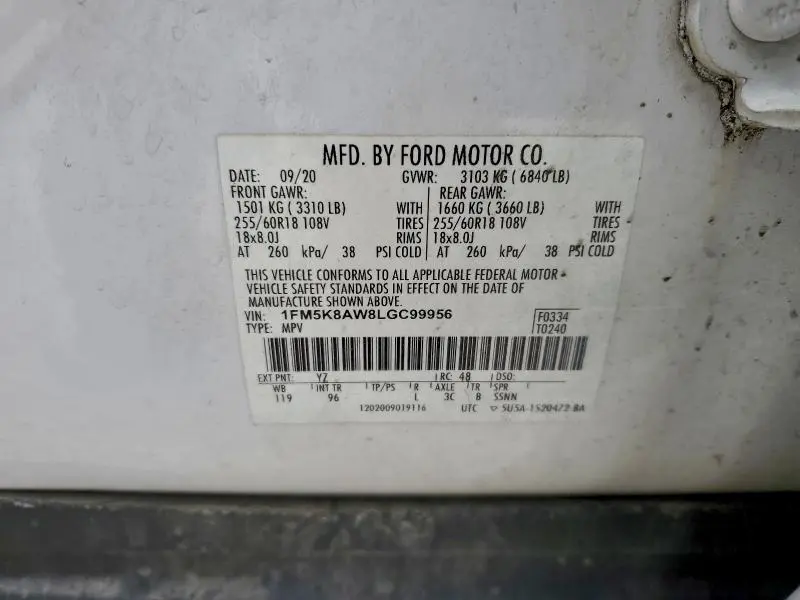 MFD. BY FORD MOTOR CO.
DATE: 09/20 GVWR: 3103 KG ( 6840 LB)
FRONT GAWR: REAR GAWR:
1501 KG ( 3310 LB) WITH 1660 KG ( 3660 LB) WITH
255/60R18 108V TIRES 255/60R18 108V TIRES
18x8.0J RIMS 18x8.0J RIMS
AT 260 kPa/ 38 PSI COLD AT 260 kPa/ 38 PSI COLD
THIS VEHICLE CONFORMS TO ALL APPLICABLE FEDERAL MOTOR
VEHICLE SAFETY STANDARDS IN EFFECT ON THE DATE OF
MANUFACTURE SHOWN ABOVE.
VIN: 1FM5K8AW8LGC99956 F0334
TYPE: MPV T0240
EXT PNT: YZ RC: 48 DSO:
WB INT TR TP/PS R AXLE TR SPR
119 96 L 3C B SSNN
1202009019116 UTC 5U5A-1520472-BA